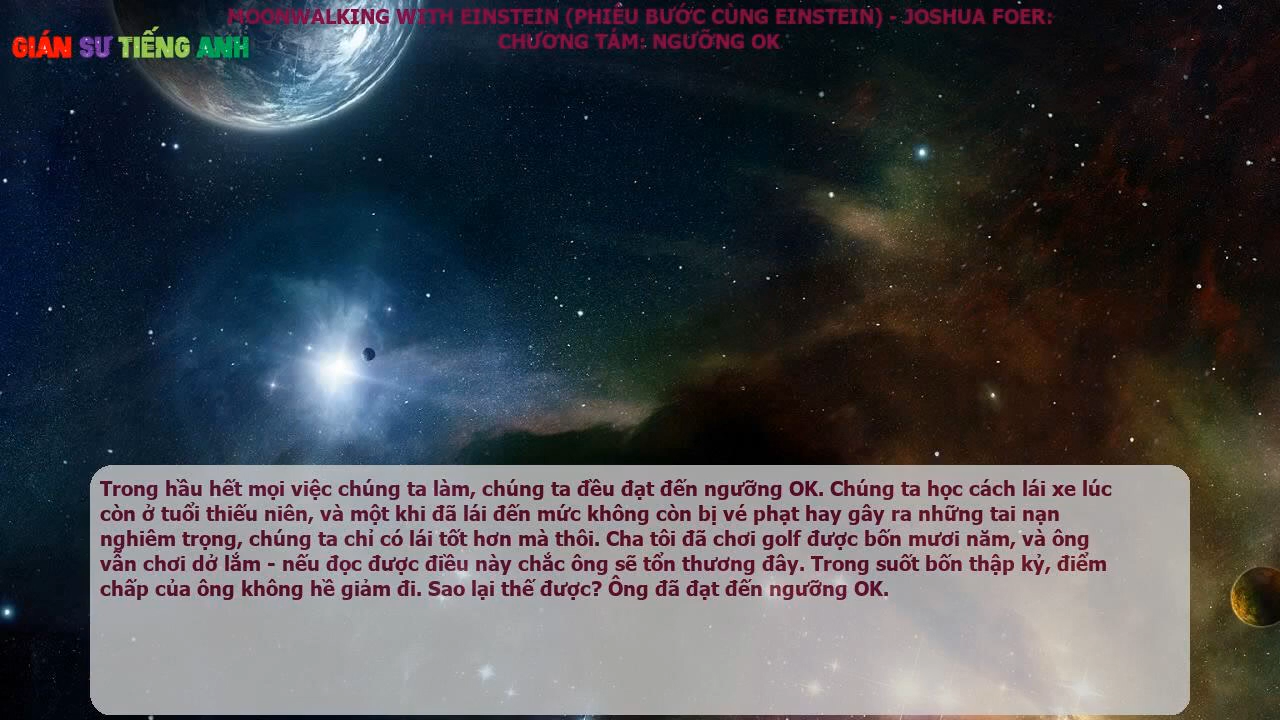 MOONWALKING WITH EINSTEIN (PHIÊU BƯỚC CÙNG EINSTEIN) - JOSHUA FOER:
CHƯƠNG TÁM: NGƯỠNG OK
GIÁN SƯ TIẾNG ANH
Trong hầu hết mọi việc chúng ta làm, chúng ta đều đạt đến ngưỡng OK. Chúng ta học cách lái xe lúc
còn ở tuổi thiếu niên, và một khi đã lái đến mức không còn bị vé phạt hay gây ra những tai nạn
nghiêm trọng, chúng ta chỉ có lái tốt hơn mà thôi. Cha tôi đã chơi golf được bốn mươi năm, và ông
vẫn chơi dở lắm - nếu đọc được điều này chắc ông sẽ tổn thương đây. Trong suốt bốn thập kỷ, điểm
chấp của ông không hề giảm đi. Sao lại thế được? Ông đã đạt đến ngưỡng OK.